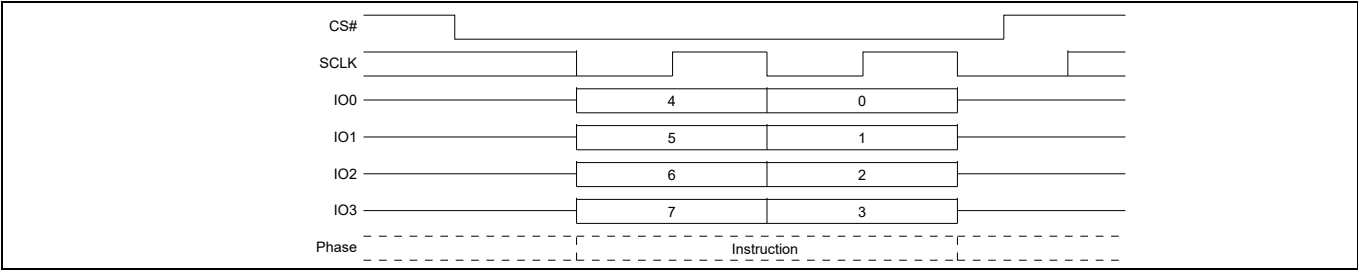 CS#
SCLK
IO0 4 0
IO1 5 1
IO2 6 2
IO3 7 3
Phase Instruction